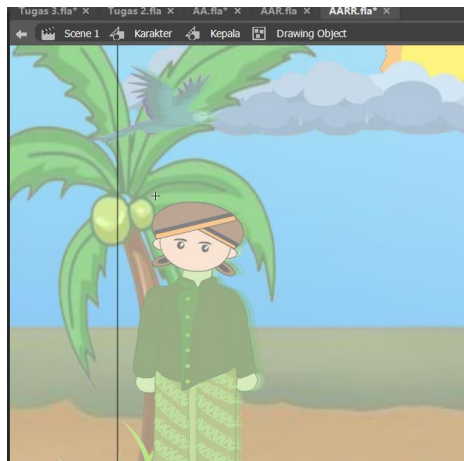 Tugas 3.fla* × Tugas 2.fla × AA.fla* × AAR.fla × AARR.fla* ×
Scene 1 Karakter Kepala Drawing Object